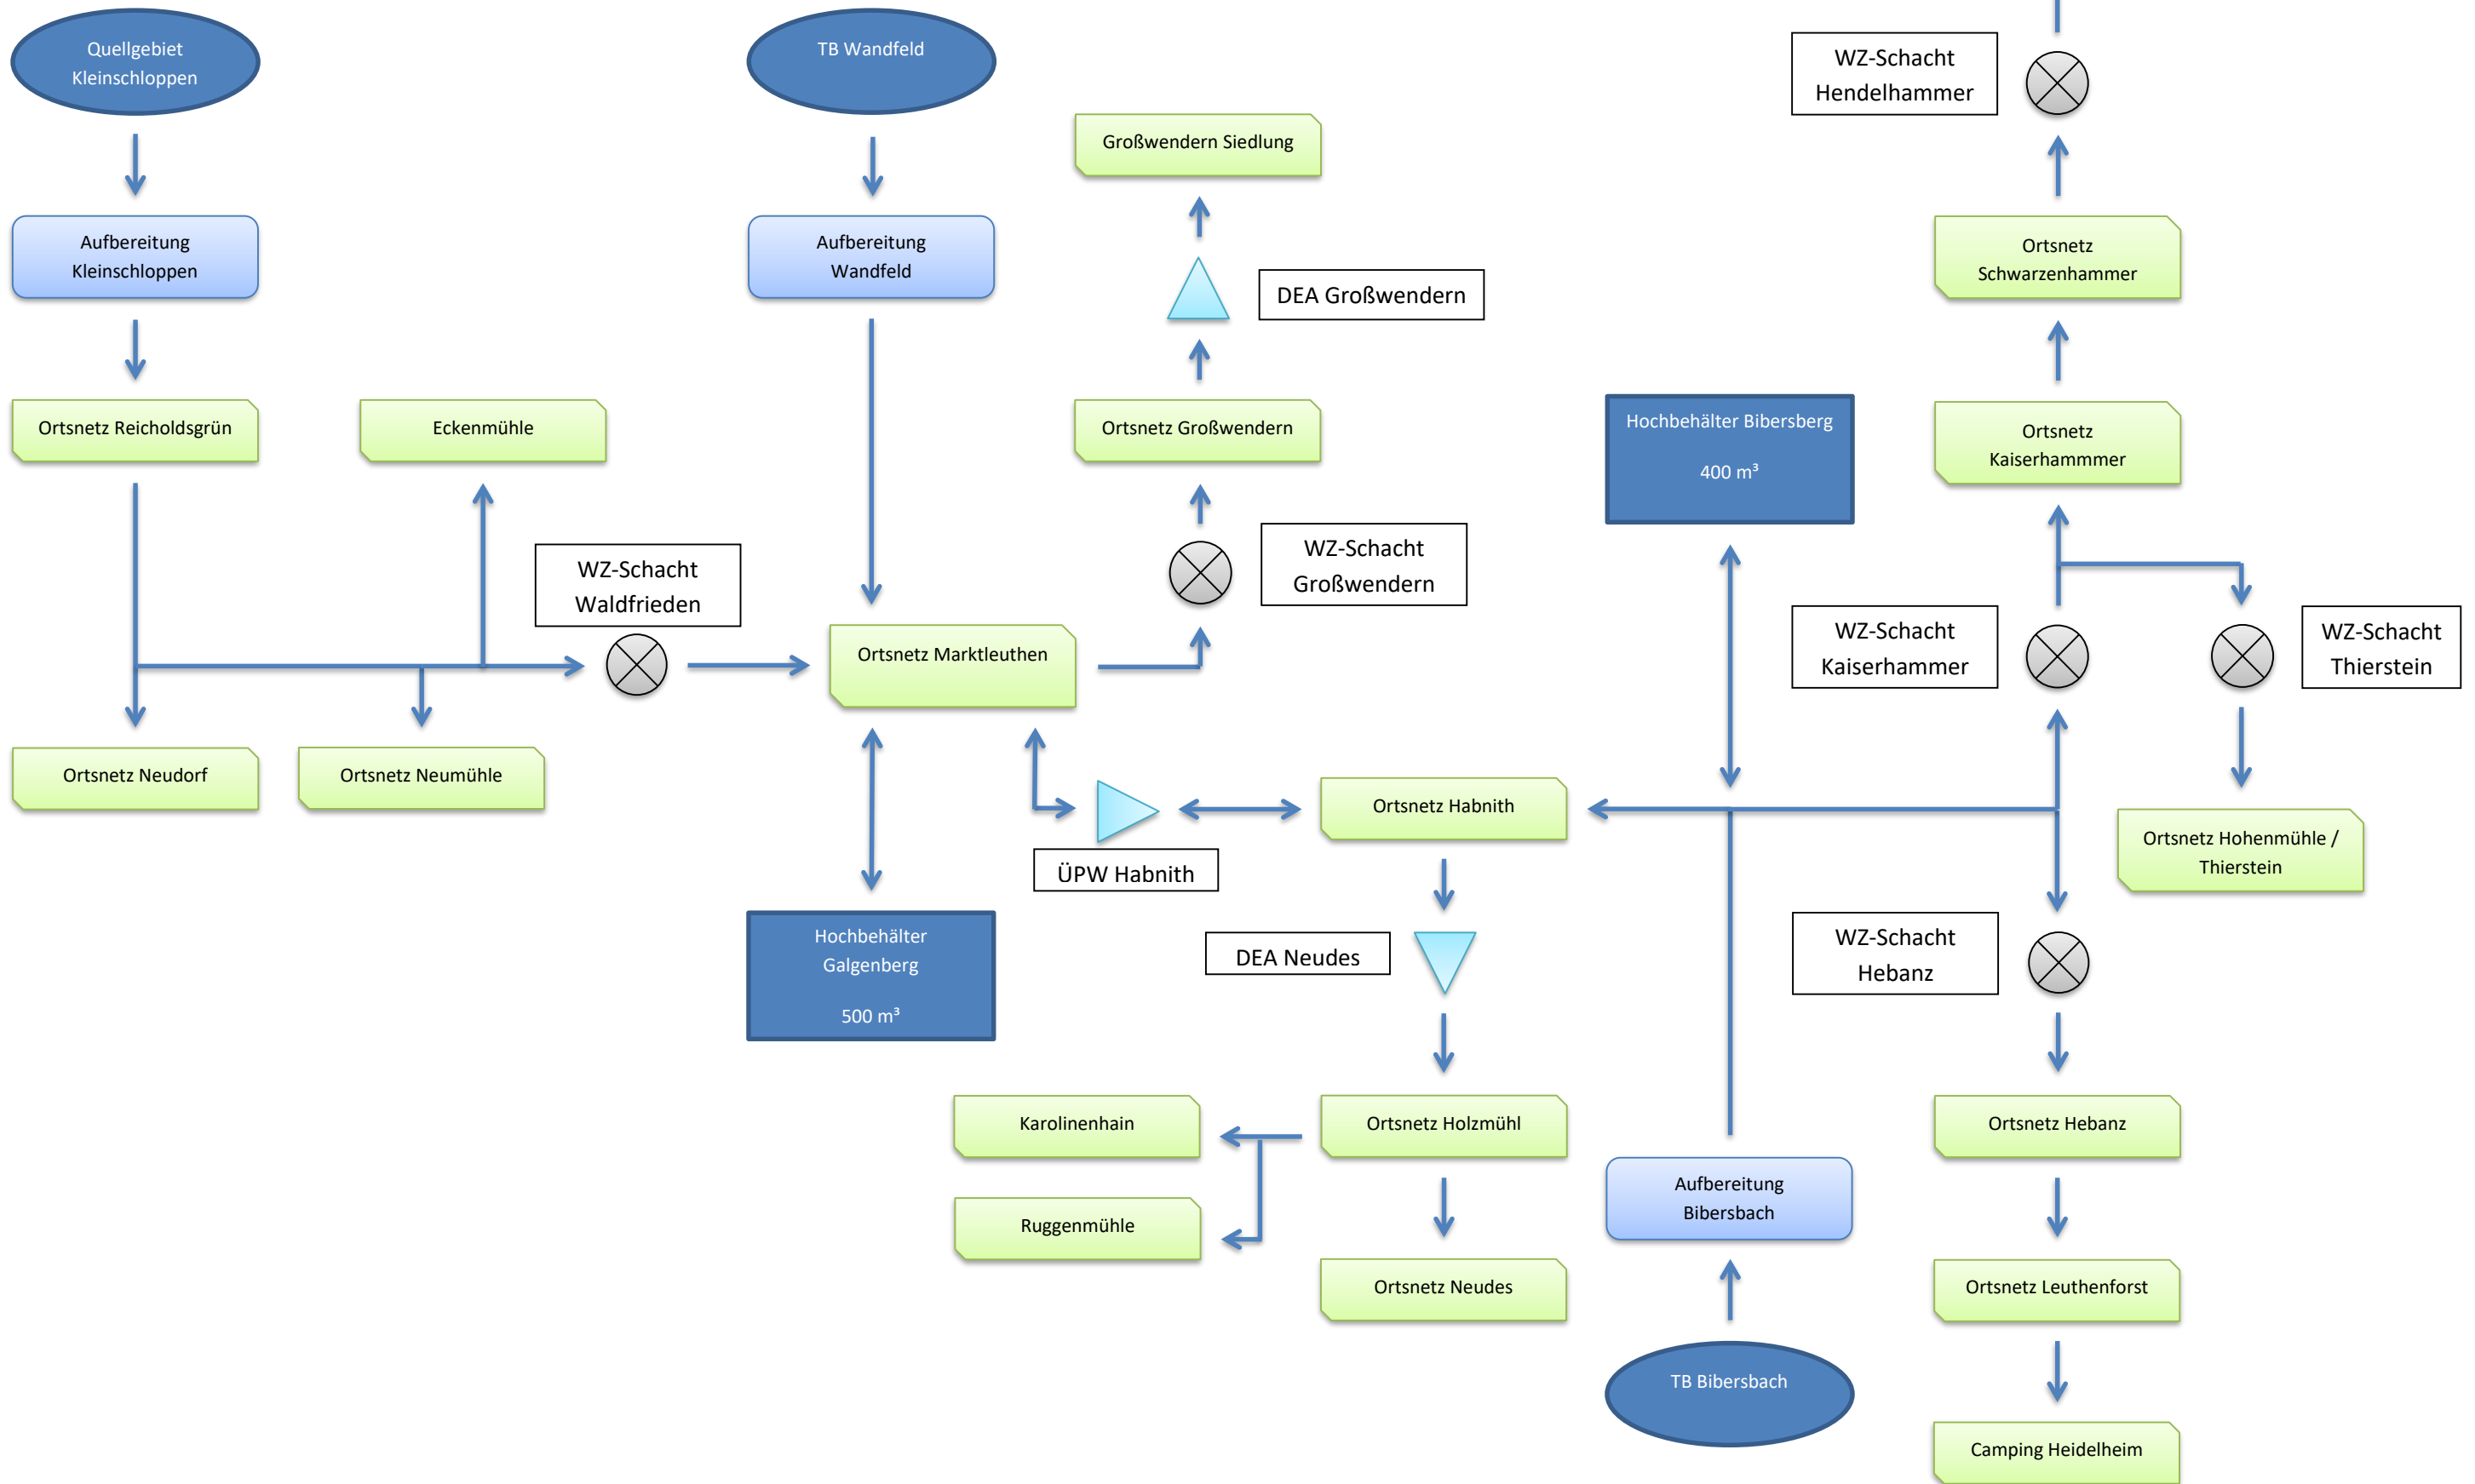 Quellgebiet
Kleinschloppen
TB Wandfeld
WZ-Schacht
Hendelhammer
Großwendern Siedlung
Aufbereitung
Kleinschloppen
Aufbereitung
Wandfeld
DEA Großwendern
Ortsnetz
Schwarzenhammer
Ortsnetz Reicholdsgrün
Eckenmühle
Ortsnetz Großwendern
Hochbehälter Bibersberg
400 m³
Ortsnetz
Kaiserhammmer
WZ-Schacht
Waldfrieden
WZ-Schacht
Großwendern
Ortsnetz Marktleuthen
WZ-Schacht
Kaiserhammer
WZ-Schacht
Thierstein
Ortsnetz Neudorf
Ortsnetz Neumühle
ÜPW Habnith
Ortsnetz Habnith
Ortsnetz Hohenmühle /
Thierstein
Hochbehälter
Galgenberg
500 m³
DEA Neudes
WZ-Schacht
Hebanz
Karolinenhain
Ortsnetz Holzmühl
Ortsnetz Hebanz
Ruggenmühle
Aufbereitung
Bibersbach
Ortsnetz Neudes
Ortsnetz Leuthenforst
TB Bibersbach
Camping Heidelheim